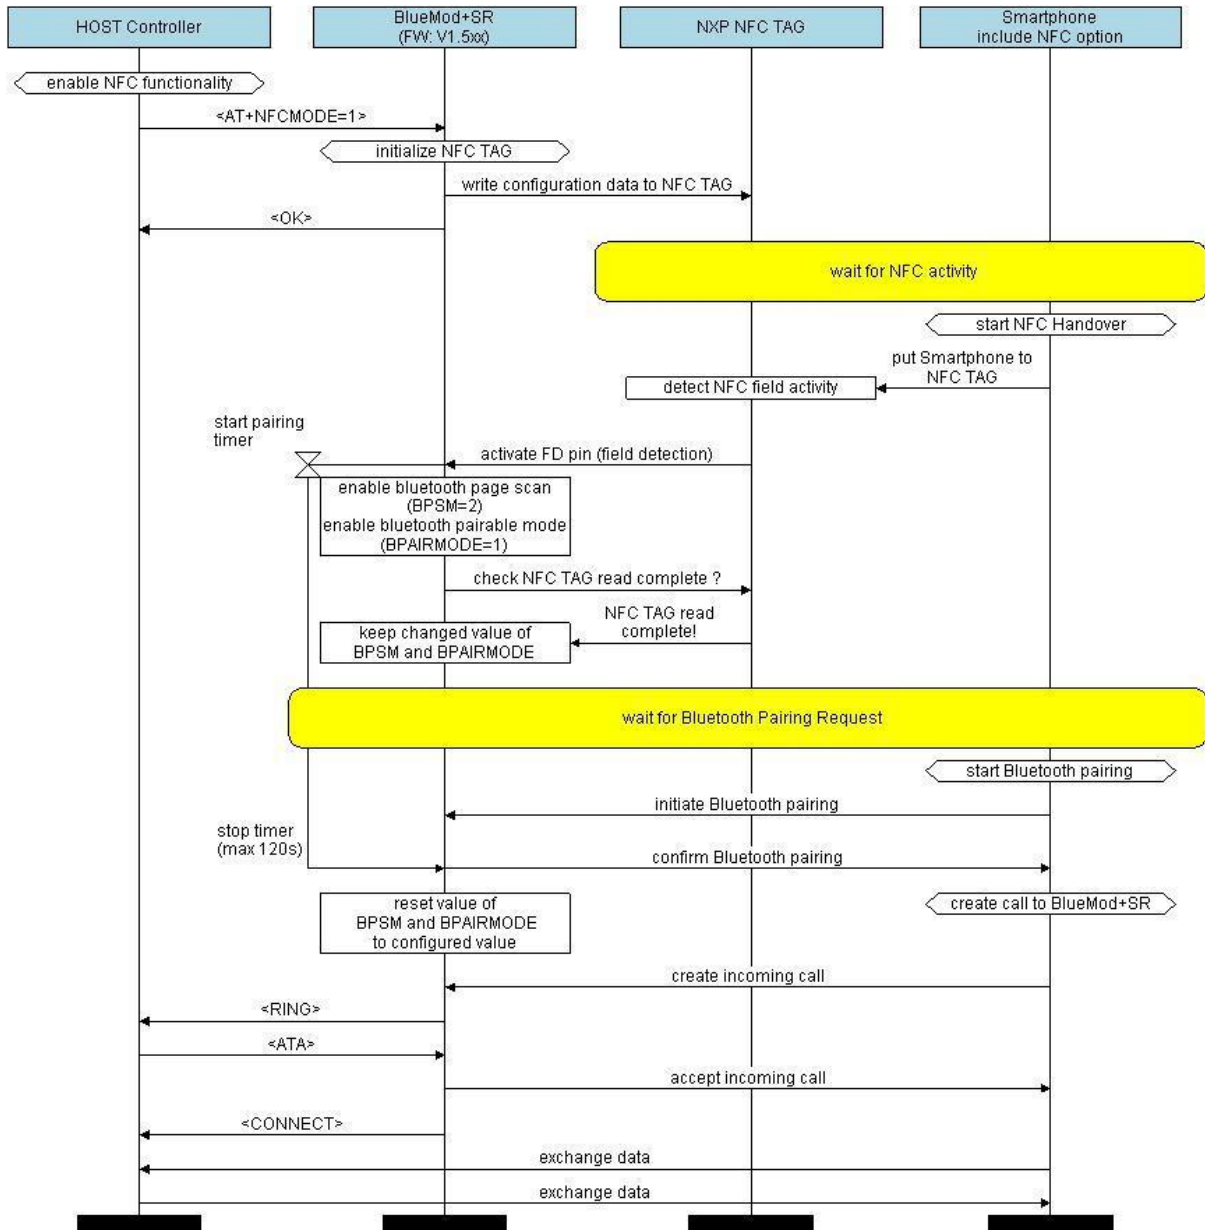 HOST Controller
BlueMod+SR
(FW: V1.5xx)
NXP NFC TAG
Smartphone
include NFC option
enable NFC functionality
<AT+NFCMODE=1>
initialize NFC TAG
write configuration data to NFC TAG
<OK>
wait for NFC activity
start NFC Handover
put Smartphone to
NFC TAG
detect NFC field activity
start pairing
timer
activate FD pin (field detection)
enable bluetooth page scan
(BPSM=2)
enable bluetooth pairable mode
(BPAIRMODE=1)
check NFC TAG read complete ?
NFC TAG read
complete!
keep changed value of
BPSM and BPAIRMODE
wait for Bluetooth Pairing Request
start Bluetooth pairing
initiate Bluetooth pairing
stop timer
(max 120s)
confirm Bluetooth pairing
reset value of
BPSM and BPAIRMODE
to configured value
create call to BlueMod+SR
create incoming call
<RING>
<ATA>
accept incoming call
<CONNECT>
exchange data
exchange data